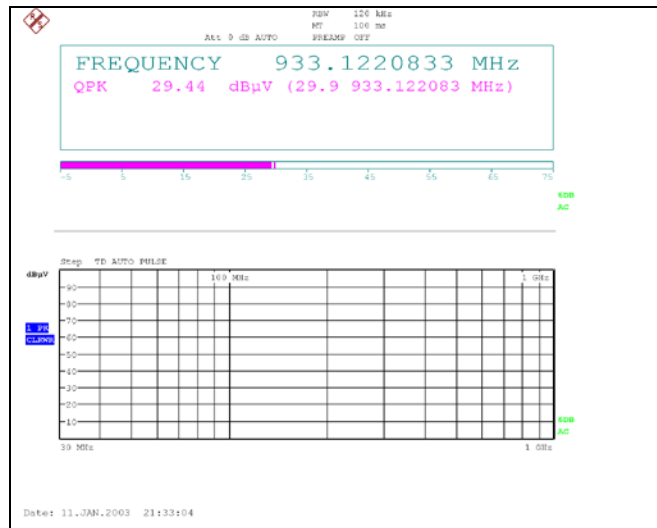 RBW 120 kHz
MT 100 ms
Att 0 dB AUTO PREAMP OFF
FREQUENCY 933.1220833 MHz
QPK 29.44 dBµV (29.9 933.122083 MHz)
-5 5 15 25 35 45 55 65 75
6DB
AC
Step TD AUTO PULSE
dBµV
100 MHz 1 GHz
90
80
70
1 PK
CLRWR
60
50
40
30
20
10
6DB
AC
30 MHz 1 GHz
Date: 11.JAN.2003 21:33:04